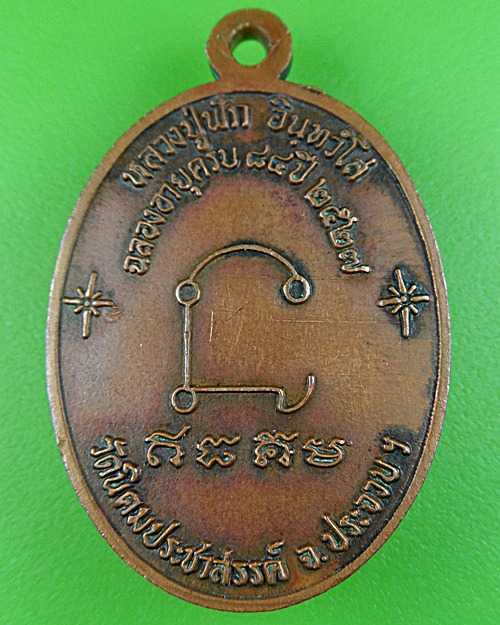 หลวงปู่ฟัก อินฺทวํโส
ฉลองอายุครบ ๘๔ ปี ๒๕๒๗
วัดนิคมประชาสรรค์ จ.ประจวบฯ